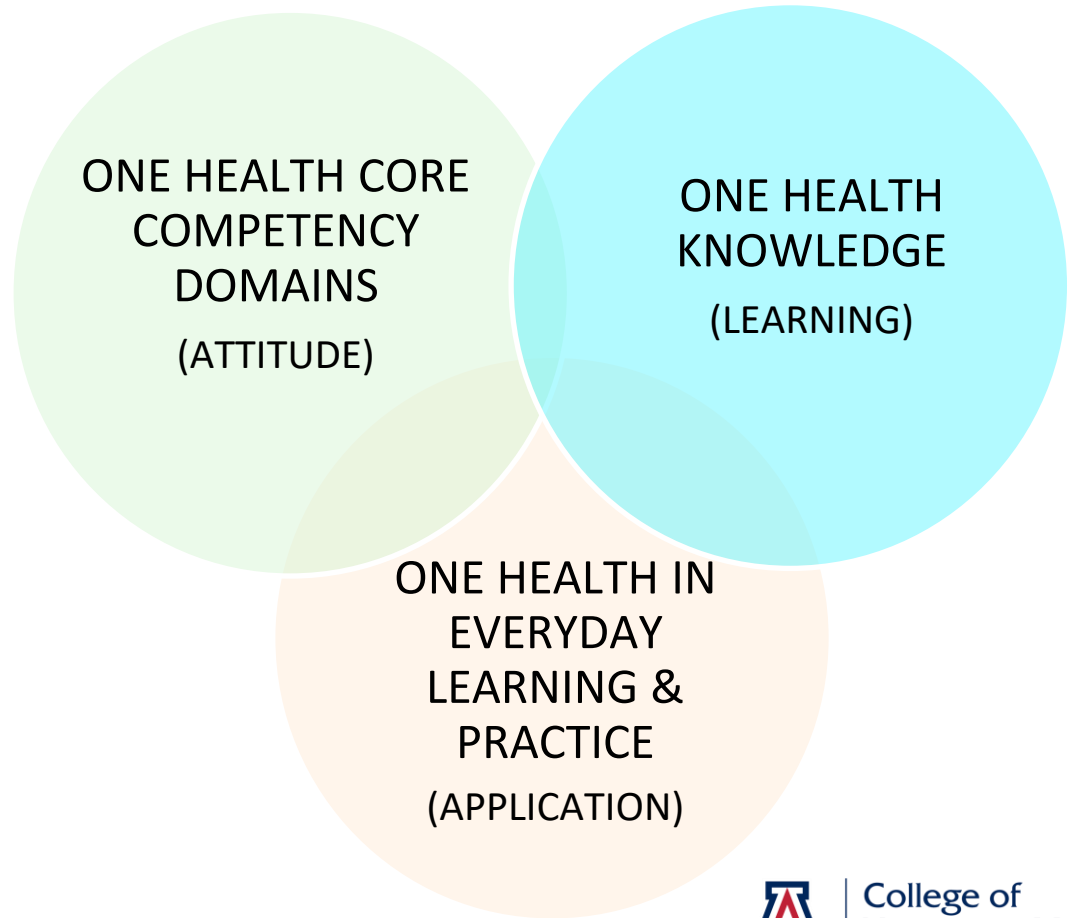 ONE HEALTH CORE
COMPETENCY
DOMAINS
(ATTITUDE)
ONE HEALTH
KNOWLEDGE
(LEARNING)
ONE HEALTH IN
EVERYDAY
LEARNING &
PRACTICE
(APPLICATION)
College of